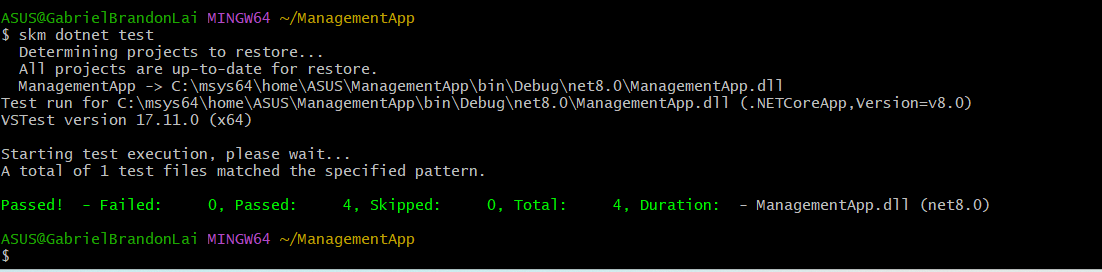 ASUS@GabrielBrandonLai MINGW64 ~/ManagementApp
$ skm dotnet test
  Determining projects to restore...
  All projects are up-to-date for restore.
  ManagementApp -> C:\msys64\home\ASUS\ManagementApp\bin\Debug\net8.0\ManagementApp.dll
Test run for C:\msys64\home\ASUS\ManagementApp\bin\Debug\net8.0\ManagementApp.dll (.NETCoreApp,Version=v8.0)
VSTest version 17.11.0 (x64)

Starting test execution, please wait...
A total of 1 test files matched the specified pattern.

Passed!  - Failed:     0, Passed:     4, Skipped:     0, Total:     4, Duration:  - ManagementApp.dll (net8.0)

ASUS@GabrielBrandonLai MINGW64 ~/ManagementApp
$